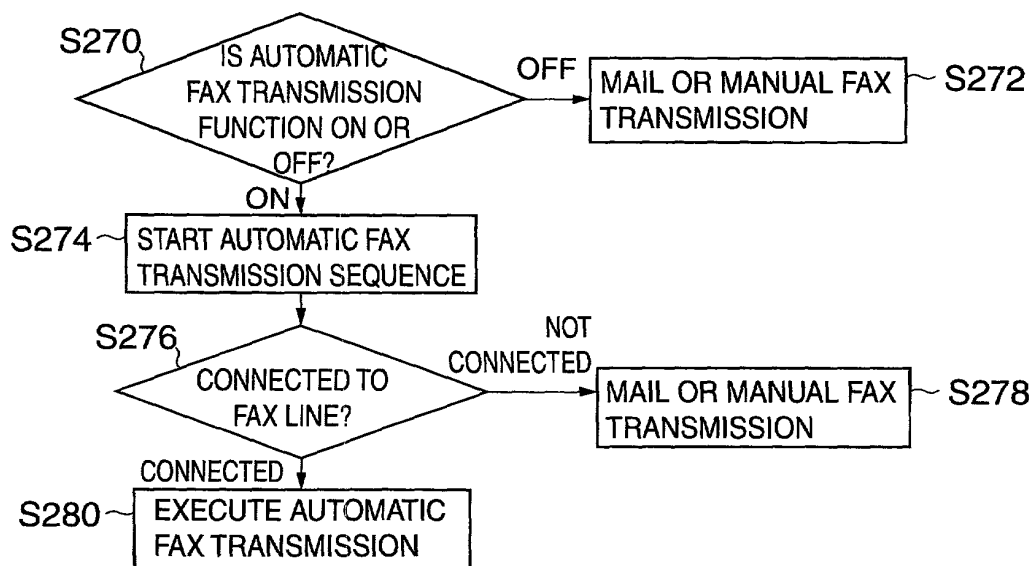 S270
IS AUTOMATIC
FAX TRANSMISSION
FUNCTION ON OR
OFF?
OFF
MAIL OR MANUAL FAX
TRANSMISSION
S272
ON
S274
START AUTOMATIC FAX
TRANSMISSION SEQUENCE
S276
CONNECTED TO
FAX LINE?
NOT
CONNECTED
MAIL OR MANUAL FAX
TRANSMISSION
S278
CONNECTED
S280
EXECUTE AUTOMATIC
FAX TRANSMISSION